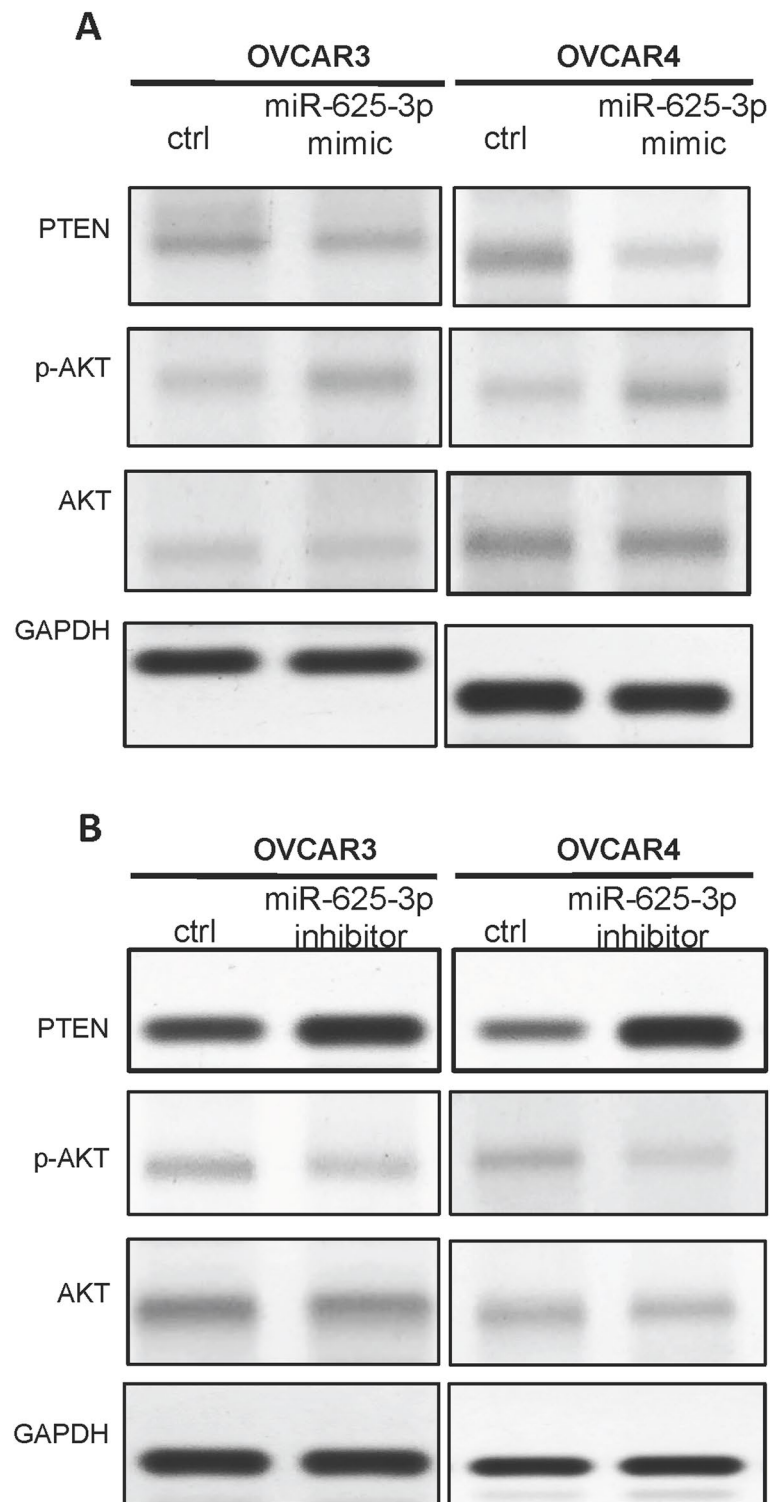 A
OVCAR3 OVCAR4
ctrl miR-625-3p mimic ctrl miR-625-3p mimic
PTEN
p-AKT
AKT
GAPDH
B
OVCAR3 OVCAR4
ctrl miR-625-3p inhibitor ctrl miR-625-3p inhibitor
PTEN
p-AKT
AKT
GAPDH